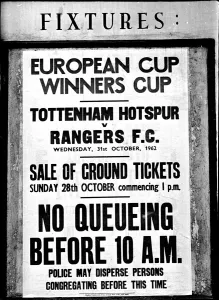 FIXTURES:
EUROPEAN CUP
WINNERS CUP
TOTTENHAM HOTSPUR
v
RANGERS F.C.
WEDNESDAY, 31st OCTOBER, 1962
SALE OF GROUND TICKETS
SUNDAY 28th OCTOBER commencing 1 p.m.
NO QUEUEING
BEFORE 10 A.M.
POLICE MAY DISPERSE PERSONS
CONGREGATING BEFORE THIS TIME